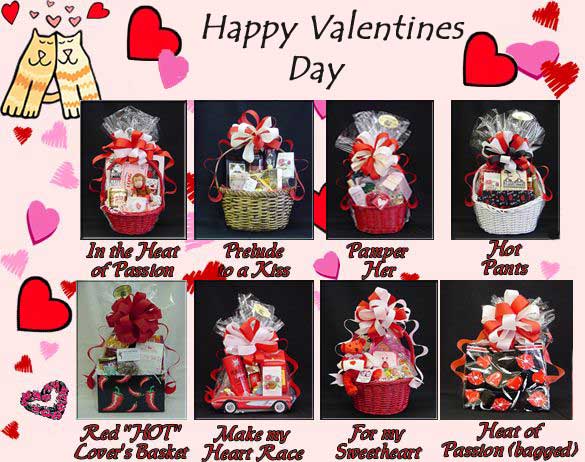 Happy Valentines
Day
In the Heat
of Passion
Prelude
to a Kiss
Pamper
Her
Hot
Pants
Red "HOT"
Lover's Basket
Make my
Heart Race
For my
Sweetheart
Heat of
Passion (bagged)